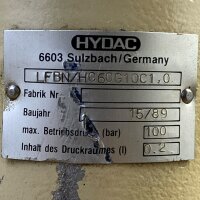 HYDAC
6603 Sulzbach/Germany
LFBN/H060G10C1,0
Fabrik Nr.
Baujahr 15/89
max. Betriebsdruck (bar) 100
Inhalt des Druckraumes (l) 0.2